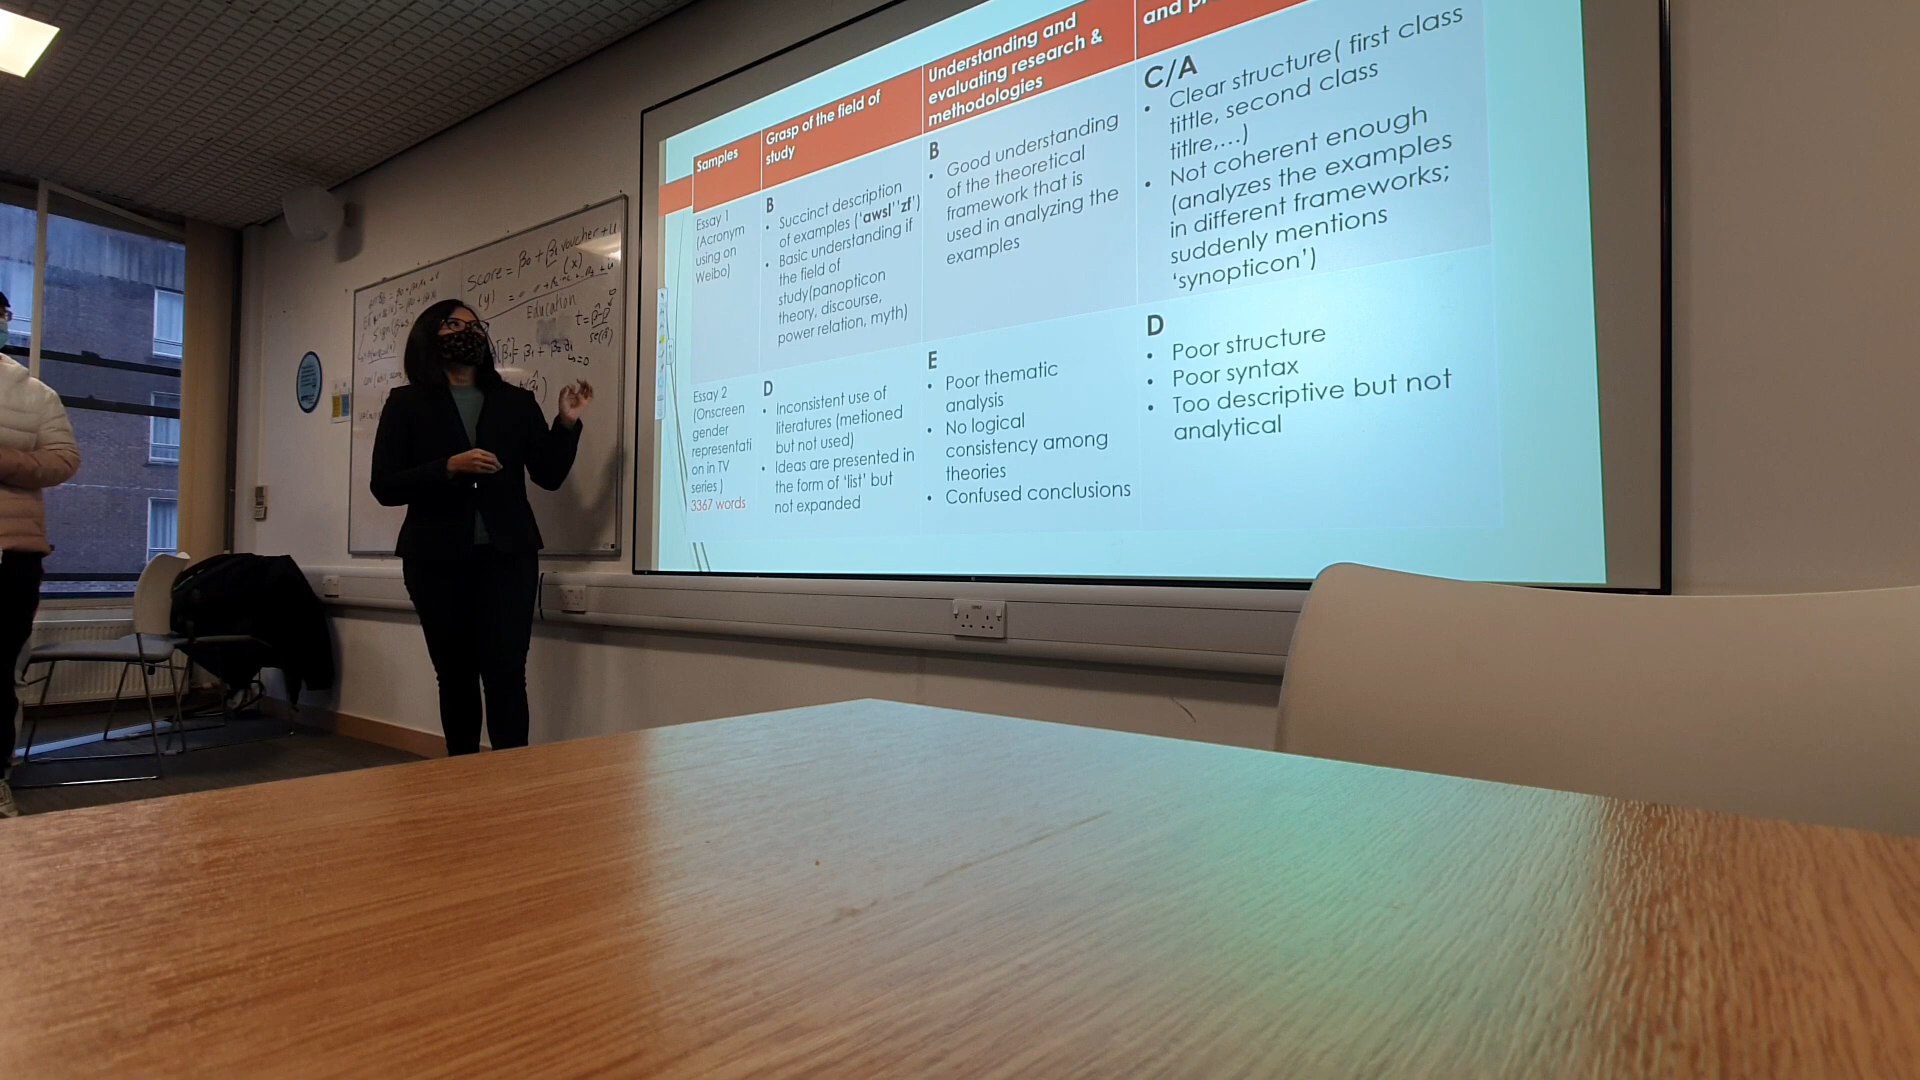 Samples
Grasp of the field of
study
Understanding and
evaluating research &
methodologies
and
Essay 1
(Acronym
using on
Weibo)
B
• Succinct description
of examples ('awsl''zf')
• Basic understanding if
the field of
study(panopticon
theory, discourse,
power relation, myth)
B
• Good understanding
of the theoretical
framework that is
used in analyzing the
examples
C/A
• Clear structure( first class
tittle, second class
titlre,...)
• Not coherent enough
(analyzes the examples
in different frameworks;
suddenly mentions
'synopticon')
Essay 2
(Onscreen
gender
representati
on in TV
series )
3367 words
D
• Inconsistent use of
literatures (metioned
but not used)
• Ideas are presented in
the form of 'list' but
not expanded
E
• Poor thematic
analysis
• No logical
consistency among
theories
• Confused conclusions
D
• Poor structure
• Poor syntax
• Too descriptive but not
analytical
Score = β₀ + β₁ voucher + u
(y)
(x)
Education